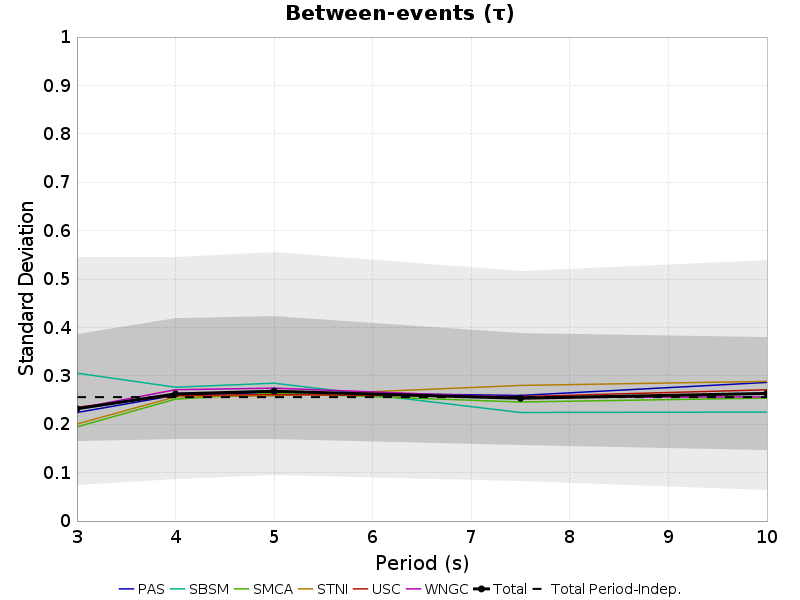 Between-events (τ)
Standard Deviation
1
0.9
0.8
0.7
0.6
0.5
0.4
0.3
0.2
0.1
0
3 4 5 6 7 8 9 10
Period (s)
PAS SBSM SMCA STNI USC WNGC Total Total Period-Indep.